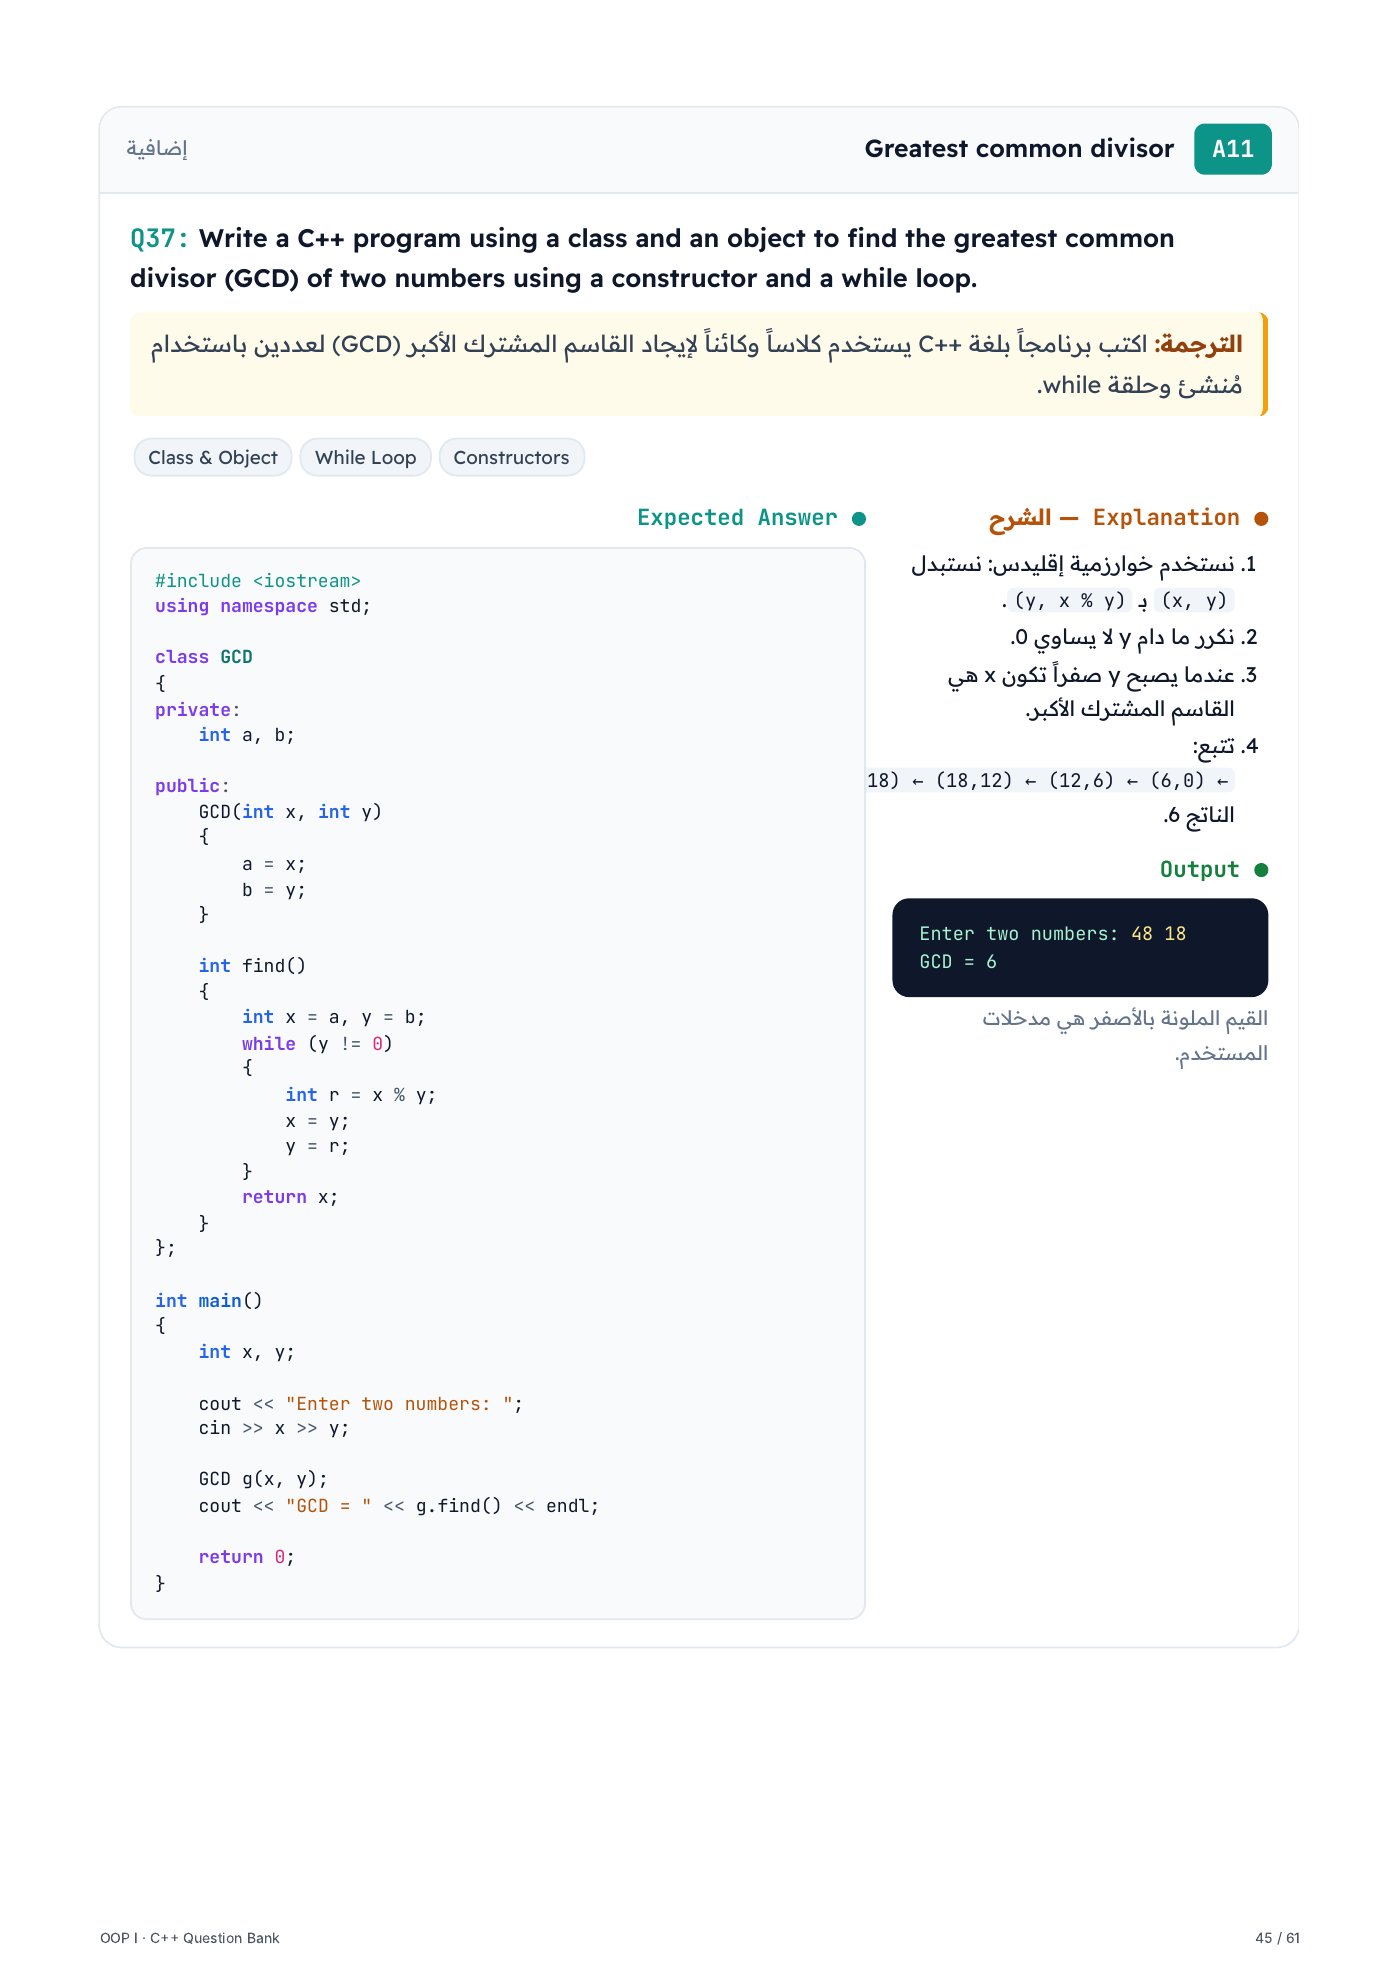 A11 Greatest common divisor إضافية
Q37: Write a C++ program using a class and an object to find the greatest common
divisor (GCD) of two numbers using a constructor and a while loop.
الترجمة: اكتب برنامجاً بلغة C++ يستخدم كلاساً وكائناً لإيجاد القاسم المشترك الأكبر (GCD) لعددين باستخدام
مُنشئ وحلقة while.
Class & Object While Loop Constructors
Explanation — الشرح
1. نستخدم خوارزمية إقليدس: نستبدل
(x, y) بـ (y, x % y).
2. نكرر ما دام y لا يساوي 0.
3. عندما يصبح y صفراً تكون x هي
القاسم المشترك الأكبر.
4. تتبع:
18) ← (18,12) ← (12,6) ← (6,0) ←
الناتج 6.
Output
Enter two numbers: 48 18
GCD = 6
القيم الملونة بالأصفر هي مدخلات
المستخدم.
Expected Answer
#include <iostream>
using namespace std;
class GCD
{
private:
    int a, b;
public:
    GCD(int x, int y)
    {
        a = x;
        b = y;
    }
    int find()
    {
        int x = a, y = b;
        while (y != 0)
        {
            int r = x % y;
            x = y;
            y = r;
        }
        return x;
    }
};
int main()
{
    int x, y;
    cout << "Enter two numbers: ";
    cin >> x >> y;
    GCD g(x, y);
    cout << "GCD = " << g.find() << endl;
    return 0;
}
OOP I · C++ Question Bank 45 / 61